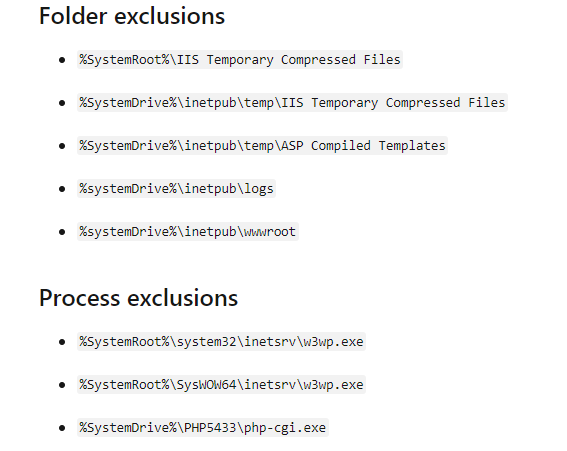 Folder exclusions
%SystemRoot%\IIS Temporary Compressed Files
%SystemDrive%\inetpub\temp\IIS Temporary Compressed Files
%SystemDrive%\inetpub\temp\ASP Compiled Templates
%systemDrive%\inetpub\logs
%systemDrive%\inetpub\wwwroot
Process exclusions
%SystemRoot%\system32\inetsrv\w3wp.exe
%SystemRoot%\SysWOW64\inetsrv\w3wp.exe
%SystemDrive%\PHP5433\php-cgi.exe